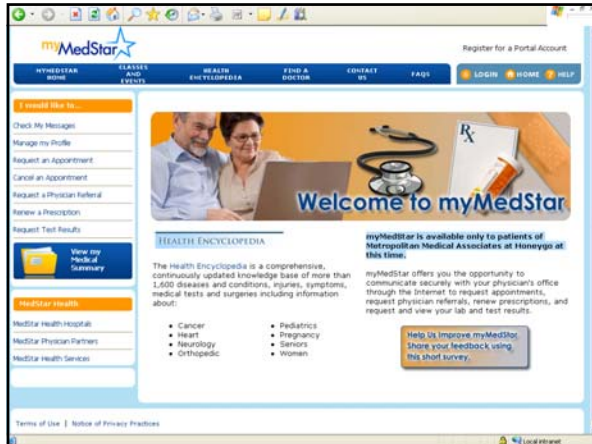 myMedStar
Register for a Portal Account
MYMEDSTAR HOME
CLASSES AND EVENTS
HEALTH ENCYCLOPEDIA
FIND A DOCTOR
CONTACT US
FAQS
LOGIN
HOME
HELP
I would like to...
Check My Messages
Manage my Profile
Request an Appointment
Cancel an Appointment
Request a Physician Referral
Renew a Prescription
Request Test Results
View my
Medical
Summary
MedStar Health
MedStar Health Hospitals
MedStar Physician Partners
MedStar Health Services
Rx
Welcome to myMedStar
HEALTH ENCYCLOPEDIA
The Health Encyclopedia is a comprehensive,
continuously updated knowledge base of more than
1,600 diseases and conditions, injuries, symptoms,
medical tests and surgeries including information
about:
• Cancer
• Heart
• Neurology
• Orthopedic
• Pediatrics
• Pregnancy
• Seniors
• Women
myMedStar is available only to patients of
Metropolitan Medical Associates at Honeygo at
this time.
myMedStar offers you the opportunity to
communicate securely with your physician's office
through the Internet to request appointments,
request physician referrals, renew prescriptions, and
request and view your lab and test results.
Help Us Improve myMedStar
Share your feedback using
this short survey.
Terms of Use | Notice of Privacy Practices
Local intranet